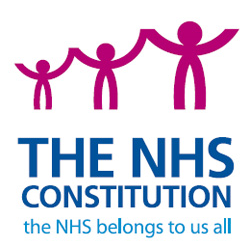 THE NHS
CONSTITUTION
the NHS belongs to us all